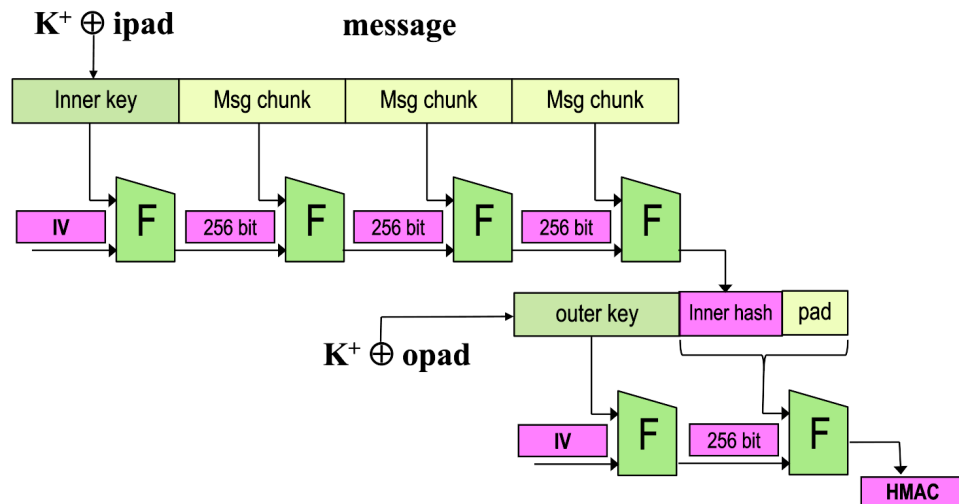 K⁺ ⊕ ipad
message
Inner key
Msg chunk
Msg chunk
Msg chunk
F
F
F
F
IV
256 bit
256 bit
256 bit
outer key
Inner hash
pad
K⁺ ⊕ opad
F
F
IV
256 bit
HMAC